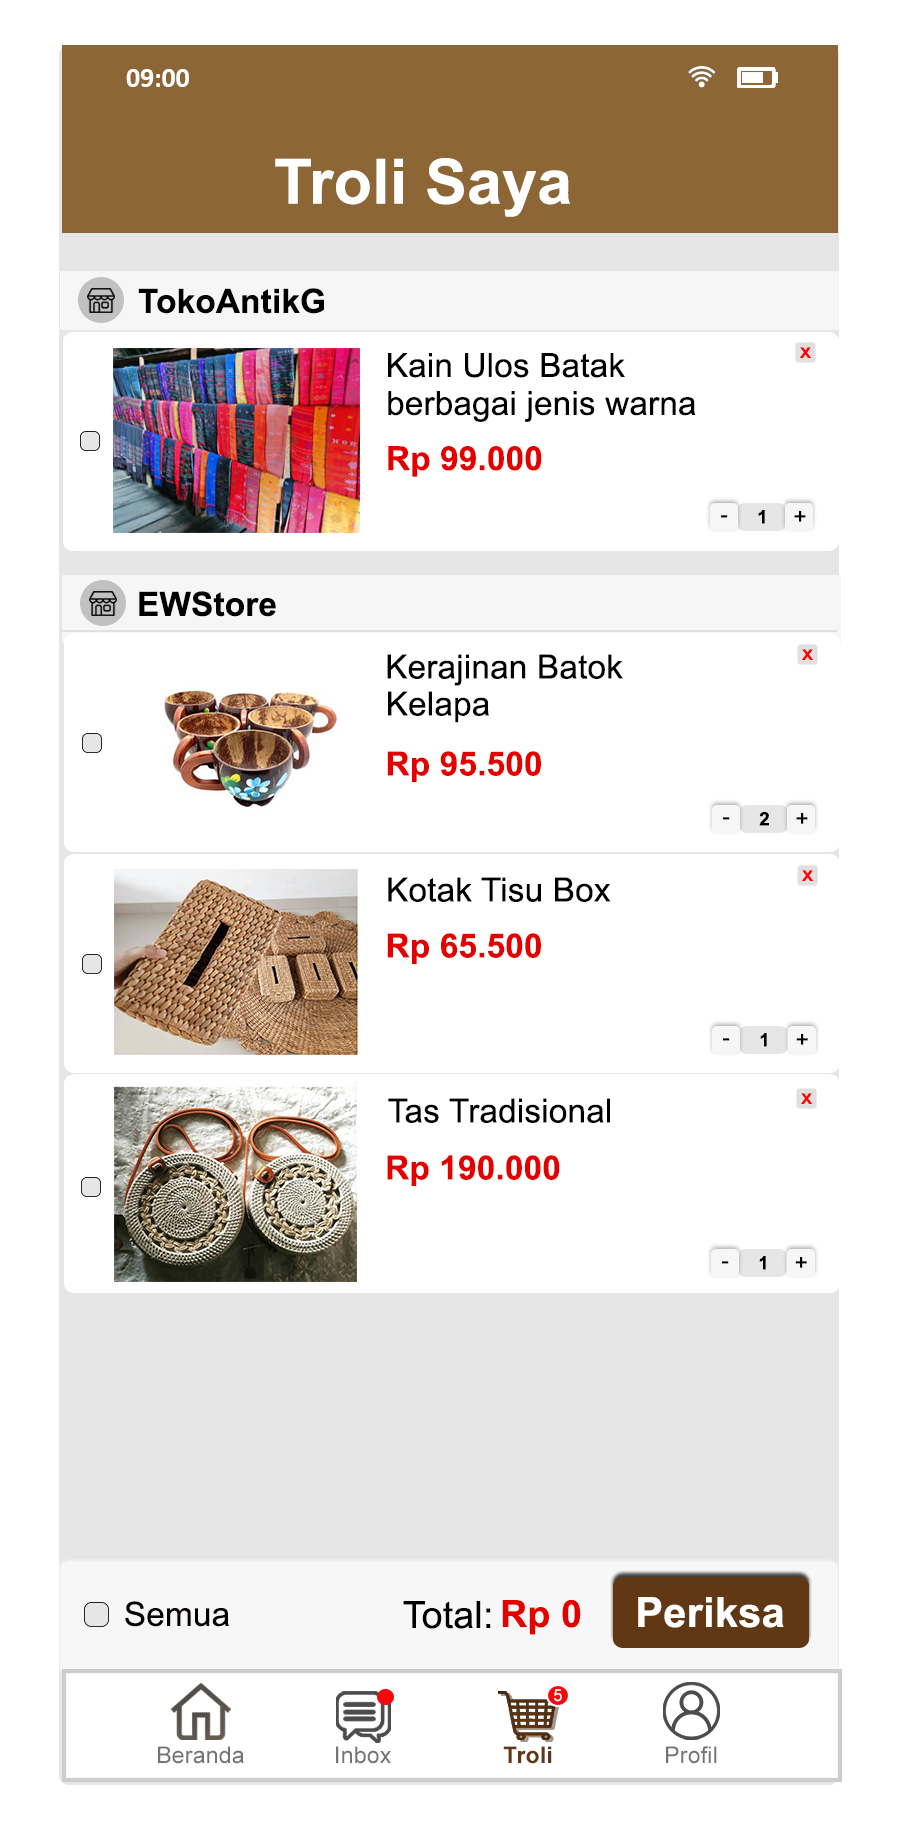 09:00
Troli Saya
TokoAntikG
Kain Ulos Batak
berbagai jenis warna
x
Rp 99.000
- 1 +
EWStore
Kerajinan Batok
Kelapa
x
Rp 95.500
- 2 +
Kotak Tisu Box
x
Rp 65.500
- 1 +
Tas Tradisional
x
Rp 190.000
- 1 +
Semua
Total: Rp 0
Periksa
5
Beranda
Inbox
Troli
Profil